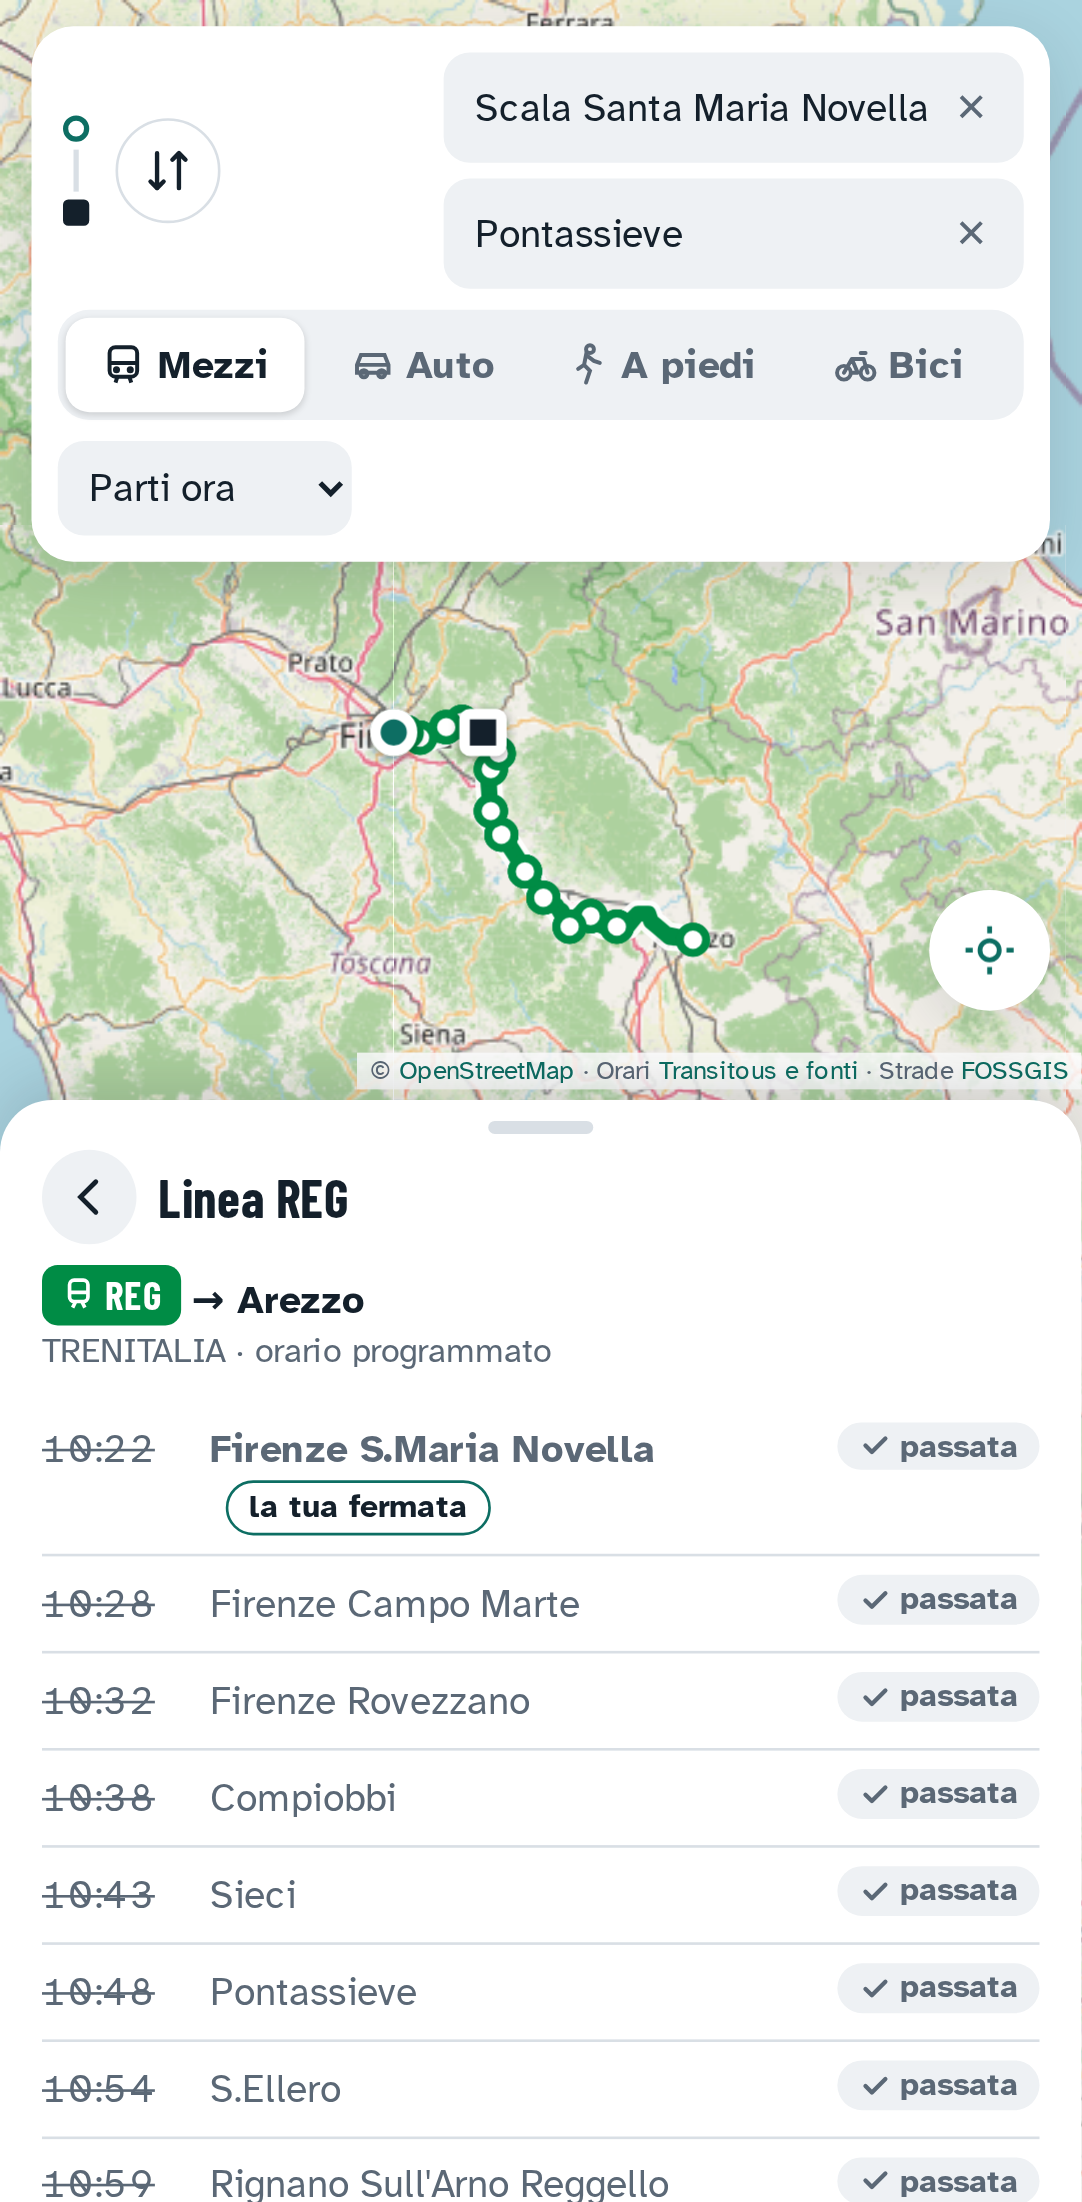 Ferrara
Scala Santa Maria Novella
Pontassieve
Mezzi
Auto
A piedi
Bici
Parti ora
San Marino
Prato
Lucca
Toscana
Siena
© OpenStreetMap · Orari Transitous e fonti · Strade FOSSGIS
Linea REG
REG → Arezzo
TRENITALIA · orario programmato
10:22 Firenze S.Maria Novella passata
la tua fermata
10:28 Firenze Campo Marte passata
10:32 Firenze Rovezzano passata
10:38 Compiobbi passata
10:43 Sieci passata
10:48 Pontassieve passata
10:54 S.Ellero passata
10:59 Rignano Sull'Arno Reggello passata